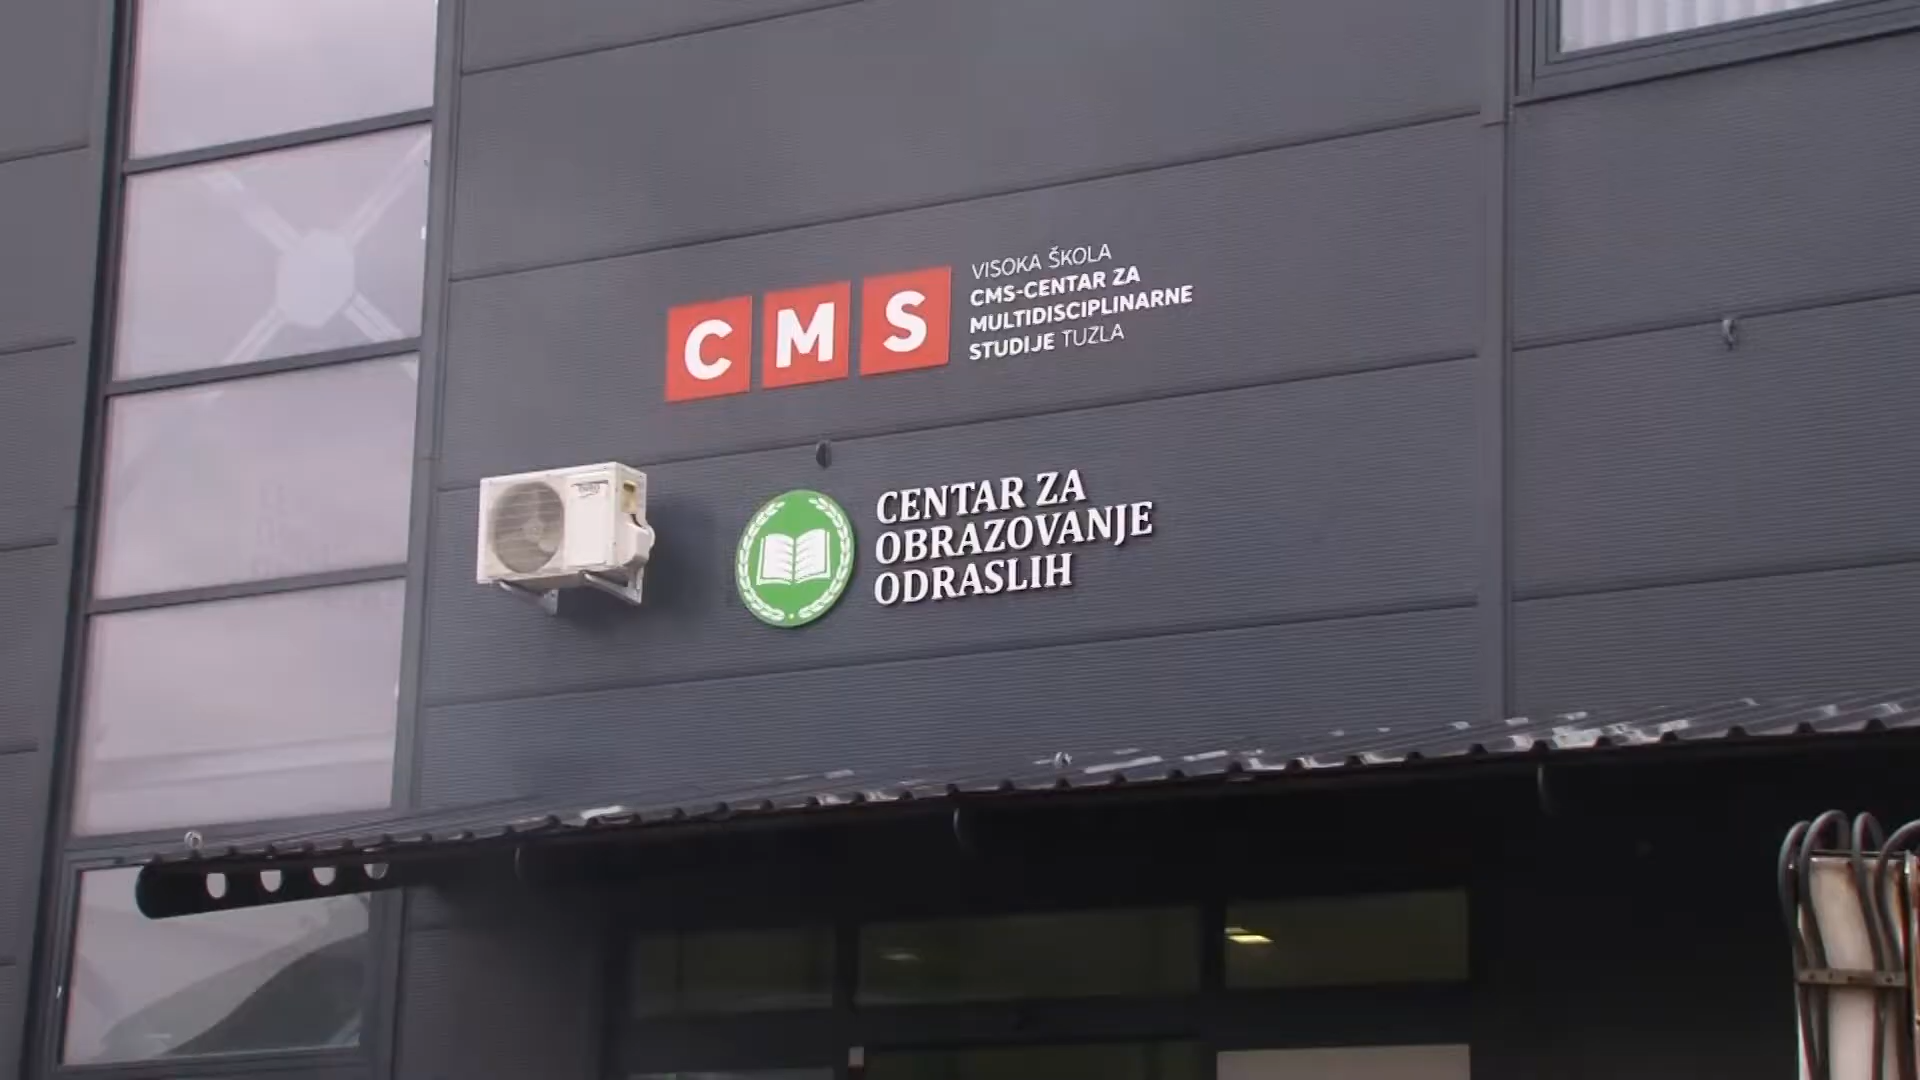 CMS
VISOKA ŠKOLA
CMS-CENTAR ZA
MULTIDISCIPLINARNE
STUDIJE TUZLA
CENTAR ZA
OBRAZOVANJE
ODRASLIH